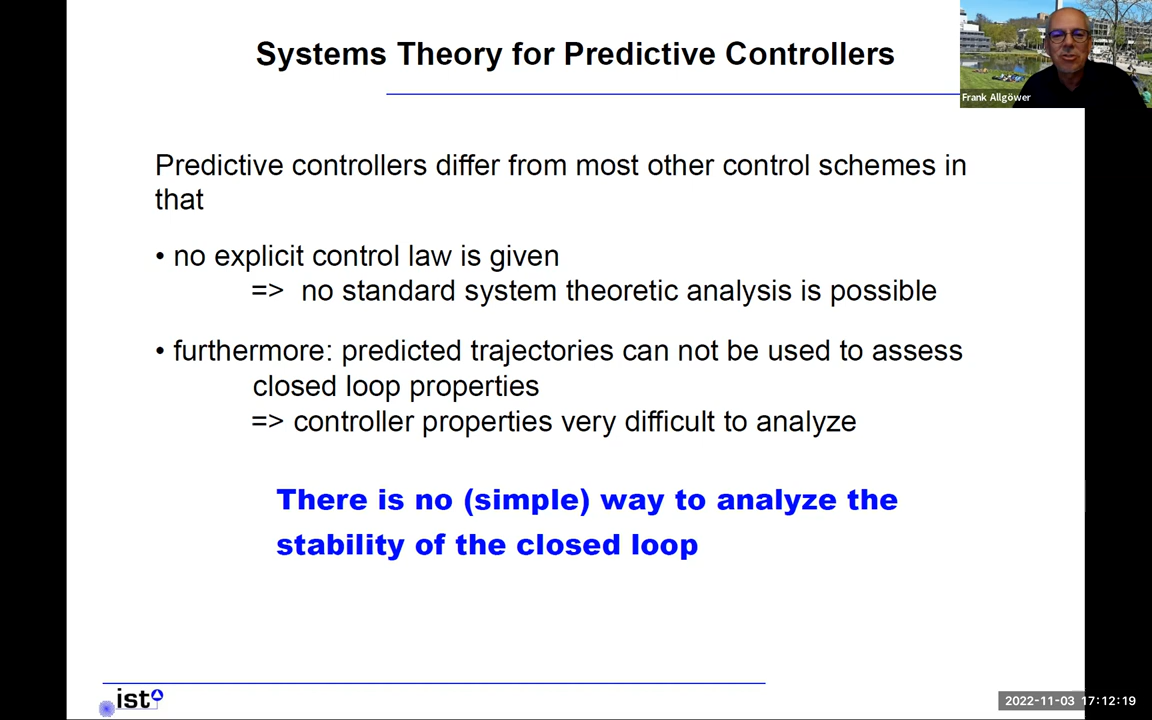 Systems Theory for Predictive Controllers
Frank Allgöwer
Predictive controllers differ from most other control schemes in
that
• no explicit control law is given
=> no standard system theoretic analysis is possible
• furthermore: predicted trajectories can not be used to assess
closed loop properties
=> controller properties very difficult to analyze
There is no (simple) way to analyze the
stability of the closed loop
ist
2022-11-03 17:12:19